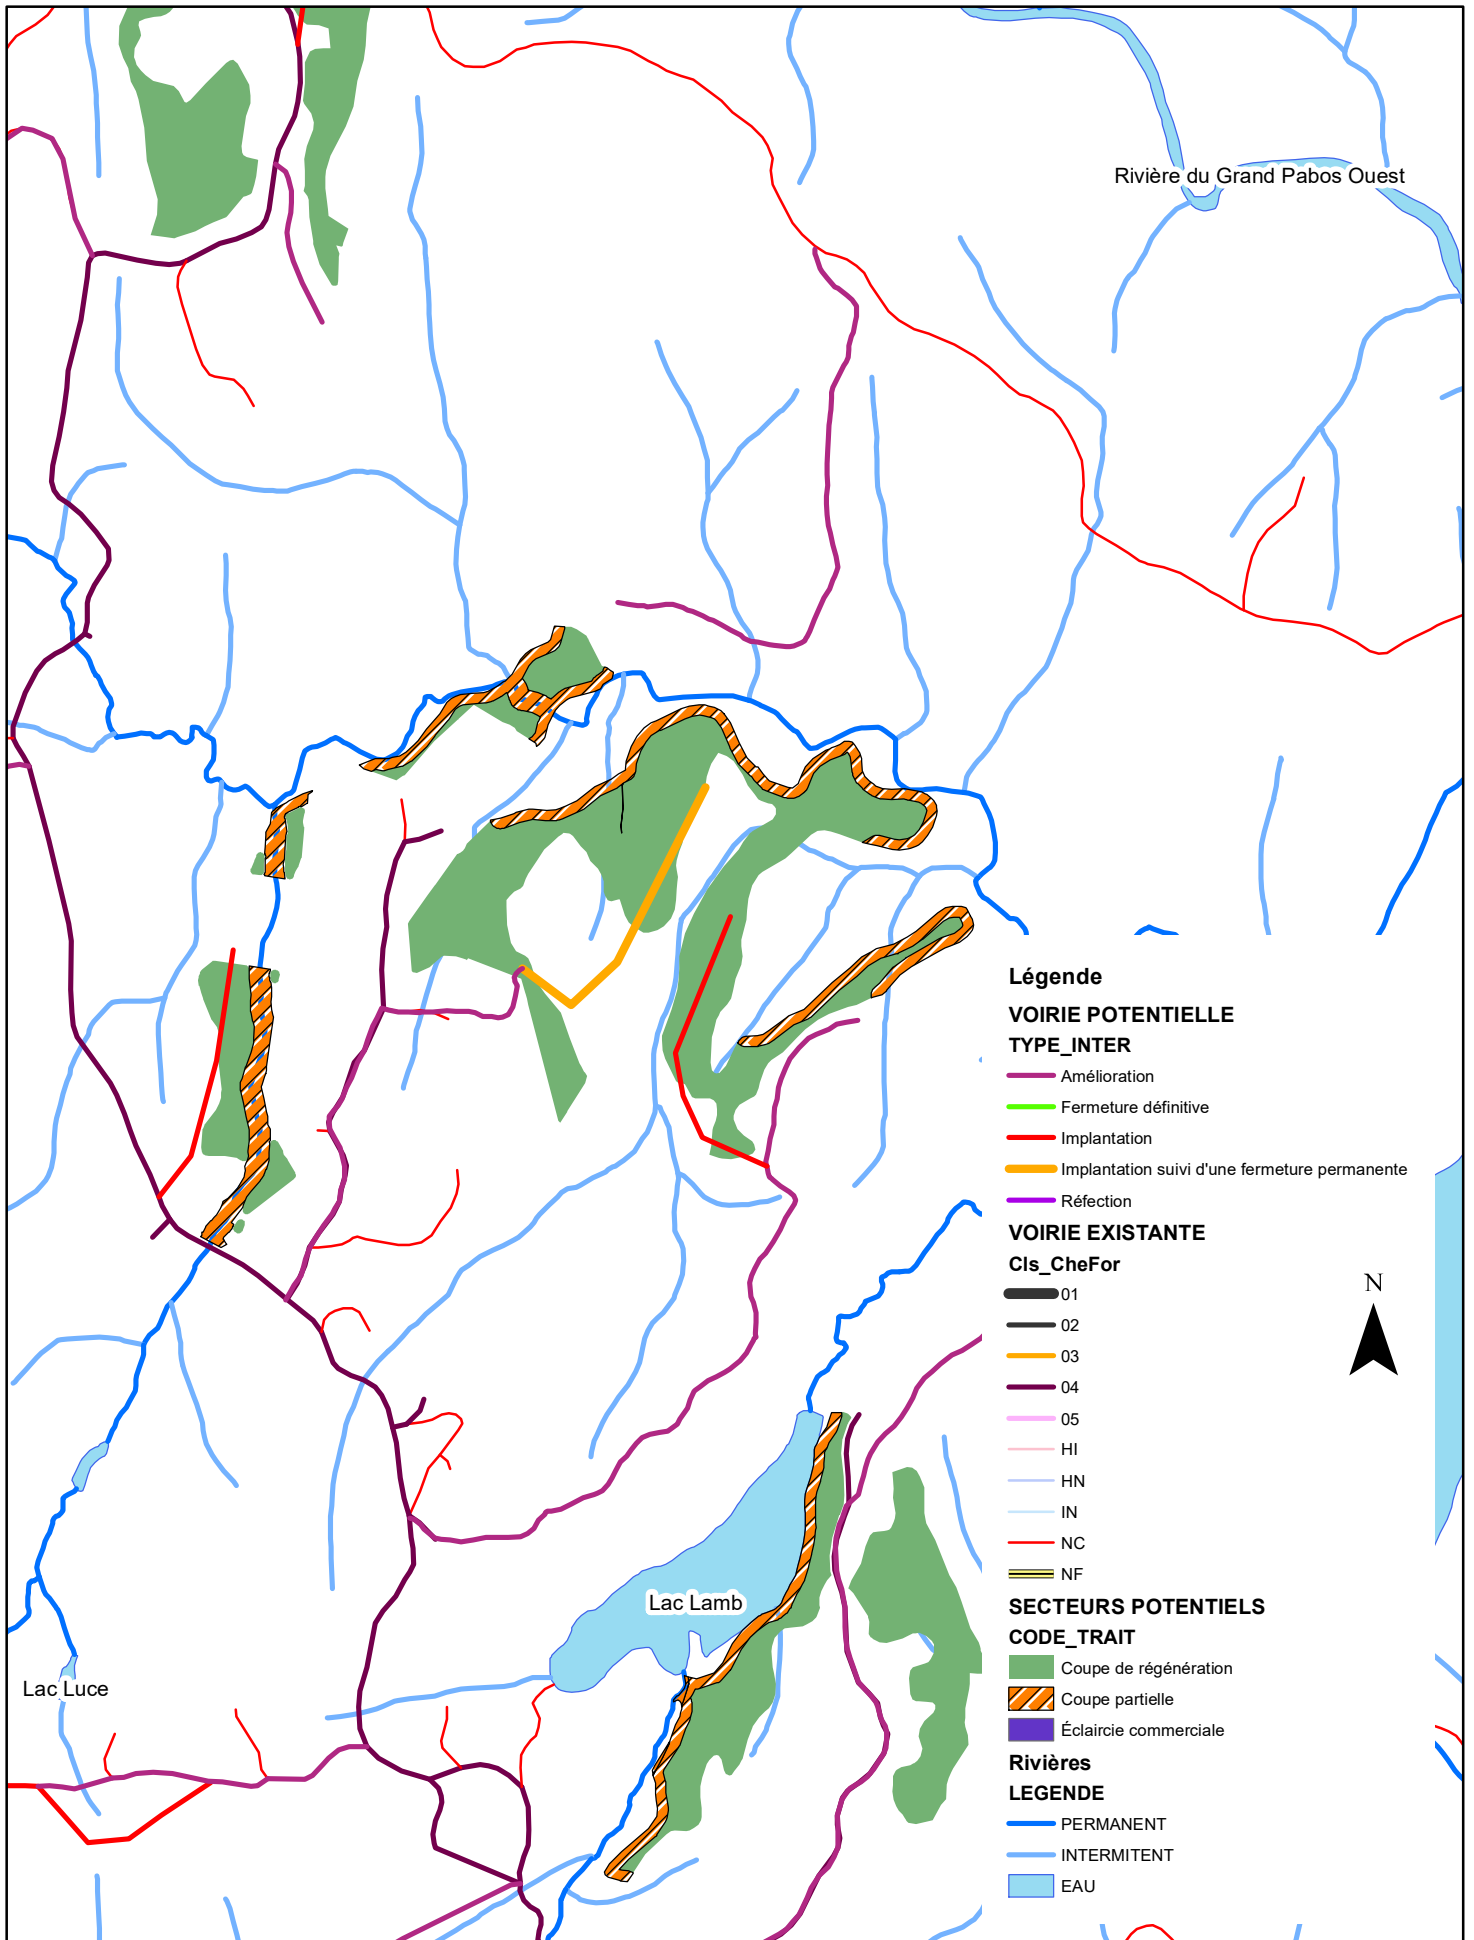 Rivière du Grand Pabos Ouest
Légende
VOIRIE POTENTIELLE
TYPE_INTER
Amélioration
Fermeture définitive
Implantation
Implantation suivi d'une fermeture permanente
Réfection
VOIRIE EXISTANTE
Cls_CheFor
01
02
03
04
05
HI
HN
IN
NC
NF
SECTEURS POTENTIELS
CODE_TRAIT
Coupe de régénération
Coupe partielle
Éclaircie commerciale
Rivières
LEGENDE
PERMANENT
INTERMITENT
EAU
N
Lac Lamb
Lac Luce